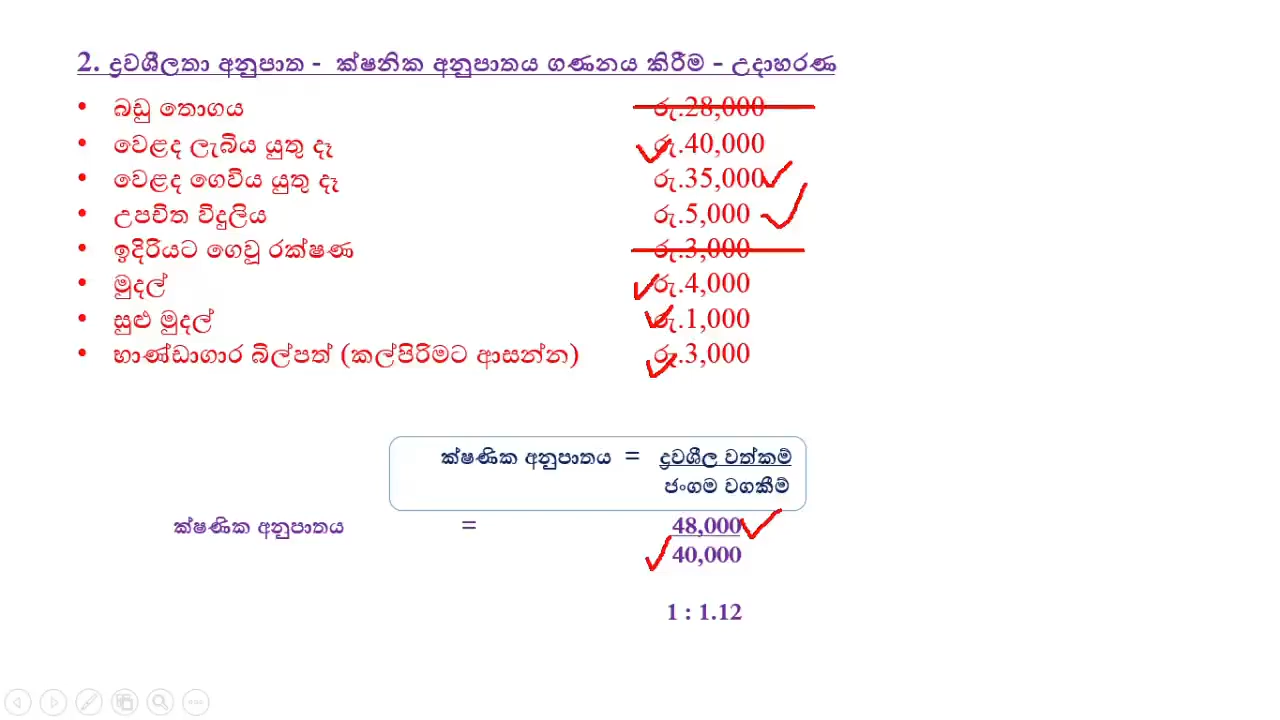 2. ද්‍රවශීලතා අනුපාත - ක්ෂනික අනුපාතය ගණනය කිරීම - උදාහරණ
• බඩු තොගය රු.28,000
• වෙළඳ ලැබිය යුතු දෑ රු.40,000
• වෙළඳ ගෙවිය යුතු දෑ රු.35,000
• උපචිත විදුලිය රු.5,000
• ඉදිරියට ගෙවූ රක්ෂණ රු.3,000
• මුදල් රු.4,000
• සුළු මුදල් රු.1,000
• භාණ්ඩාගාර බිල්පත් (කල්පිරිමට ආසන්න) රු.3,000
ක්ෂණික අනුපාතය = ද්‍රවශීල වත්කම්
ජංගම වගකීම්
ක්ෂණික අනුපාතය = 48,000
40,000
1 : 1.12